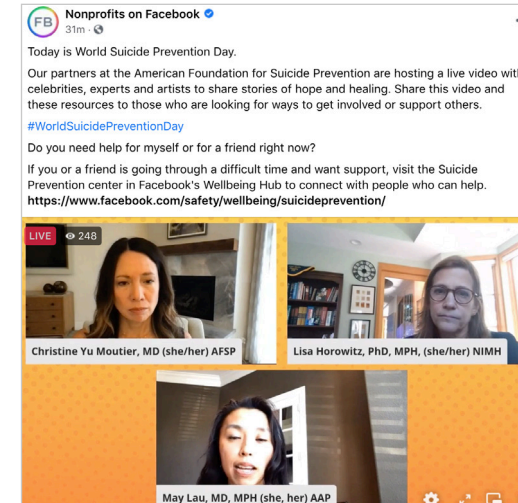 FB
Nonprofits on Facebook
31m ·
Today is World Suicide Prevention Day.
Our partners at the American Foundation for Suicide Prevention are hosting a live video with
celebrities, experts and artists to share stories of hope and healing. Share this video and
these resources to those who are looking for ways to get involved or support others.
#WorldSuicidePreventionDay
Do you need help for myself or for a friend right now?
If you or a friend is going through a difficult time and want support, visit the Suicide
Prevention center in Facebook's Wellbeing Hub to connect with people who can help.
https://www.facebook.com/safety/wellbeing/suicideprevention/
LIVE 248
Christine Yu Moutier, MD (she/her) AFSP
Lisa Horowitz, PhD, MPH, (she/her) NIMH
May Lau, MD, MPH (she, her) AAP